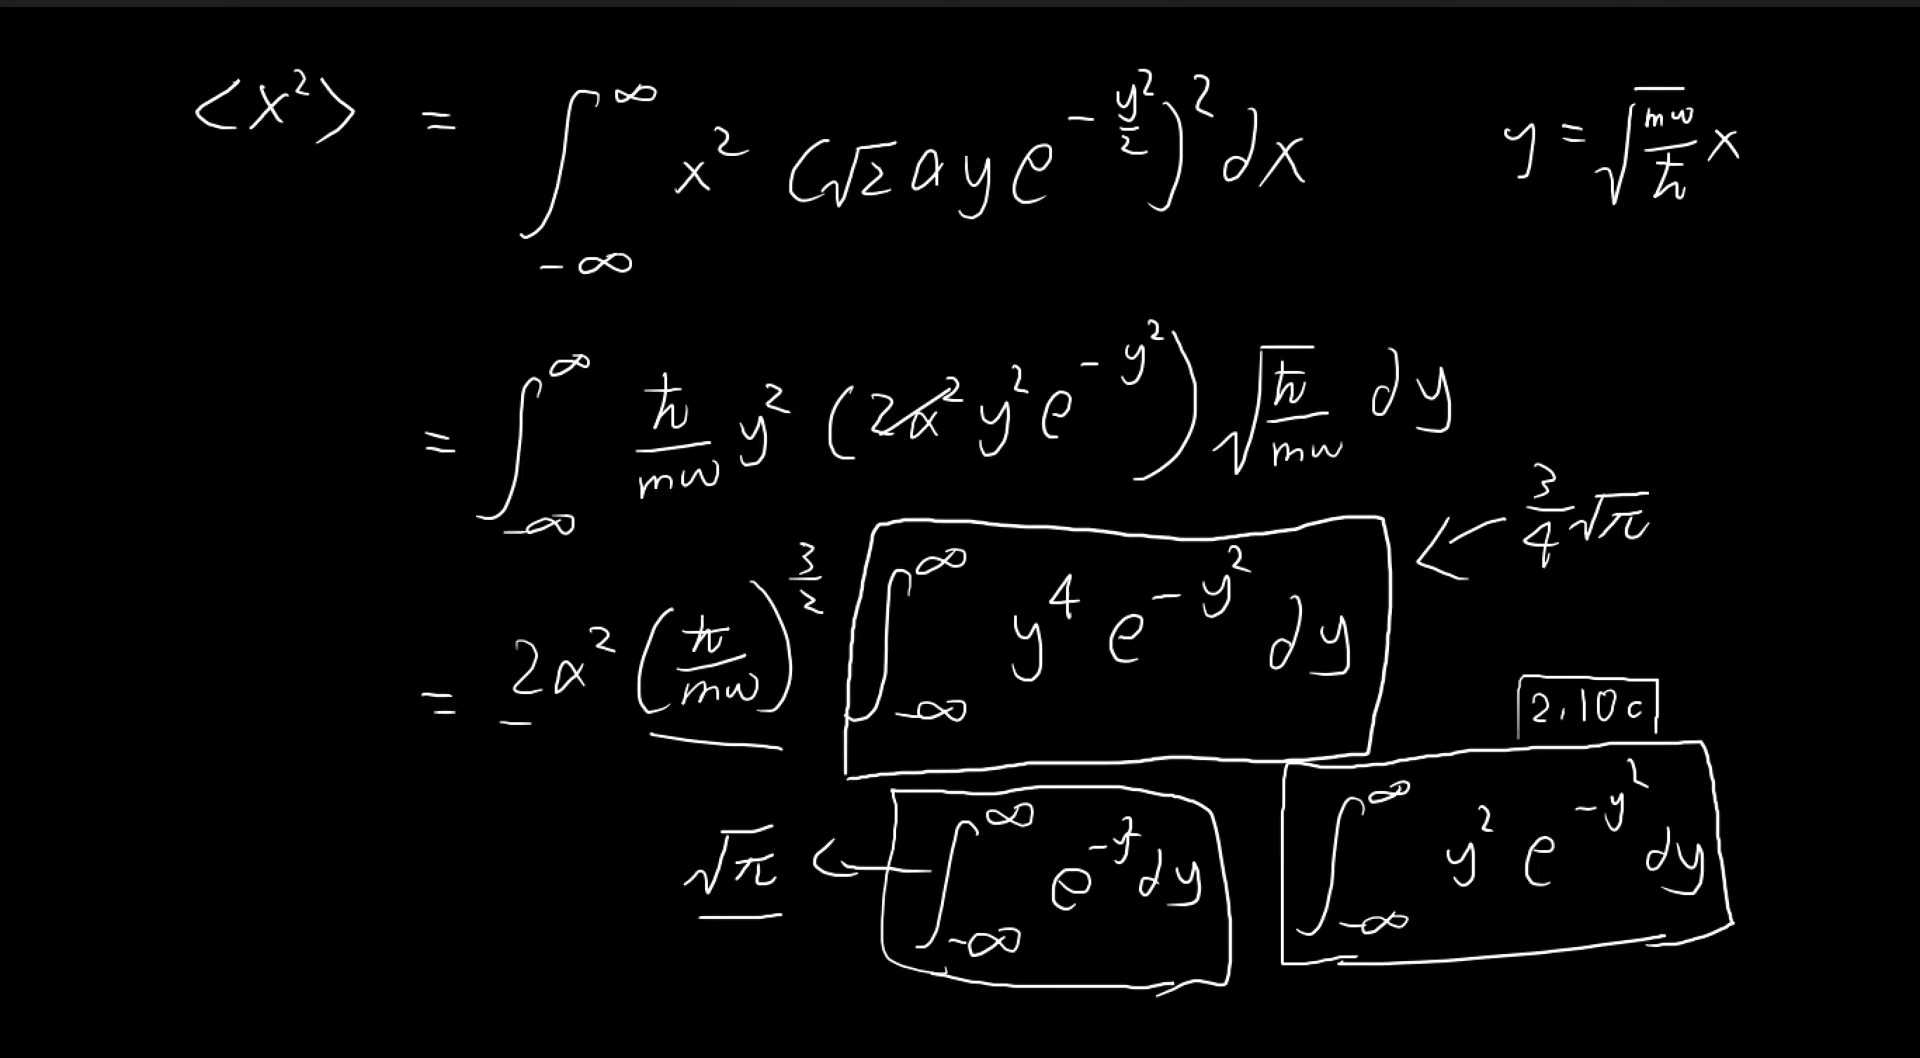 <x²> = ∫_{-∞}^{∞} x² (√2 α y e^{-y²/2})² dx    y = √(mω/ħ) x
= ∫_{-∞}^{∞} ħ/mω y² (2α² y² e^{-y²}) √(ħ/mω) dy
= 2α² (ħ/mω)^{3/2} ∫_{-∞}^{∞} y⁴ e^{-y²} dy ← 3/4 √π
2.10c
√π ← ∫_{-∞}^{∞} e^{-y²} dy    ∫_{-∞}^{∞} y² e^{-y²} dy